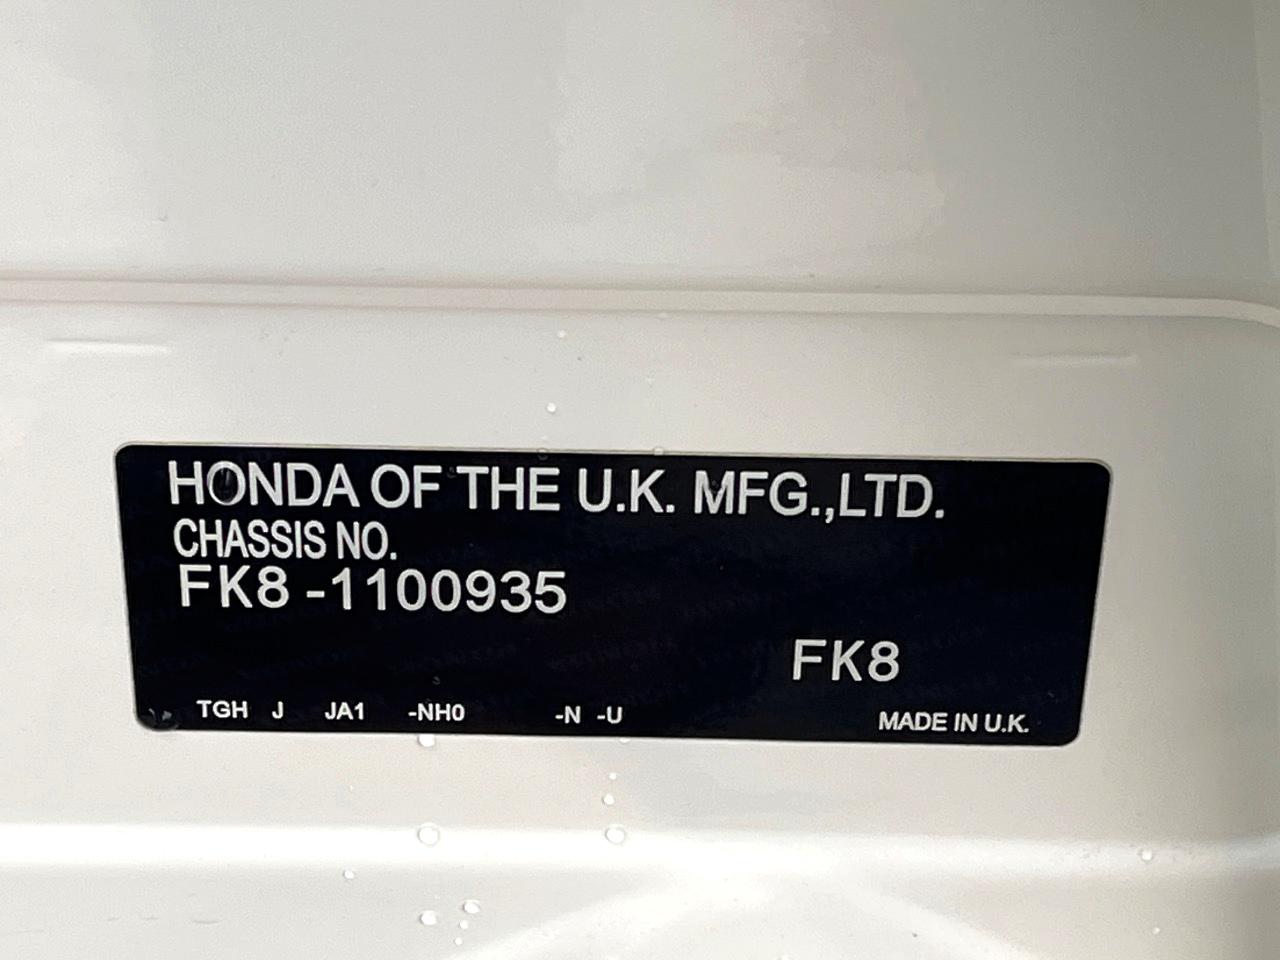 HONDA OF THE U.K. MFG.,LTD.
CHASSIS NO.
FK8 -1100935
FK8
TGH J JA1 -NH0 -N -U MADE IN U.K.